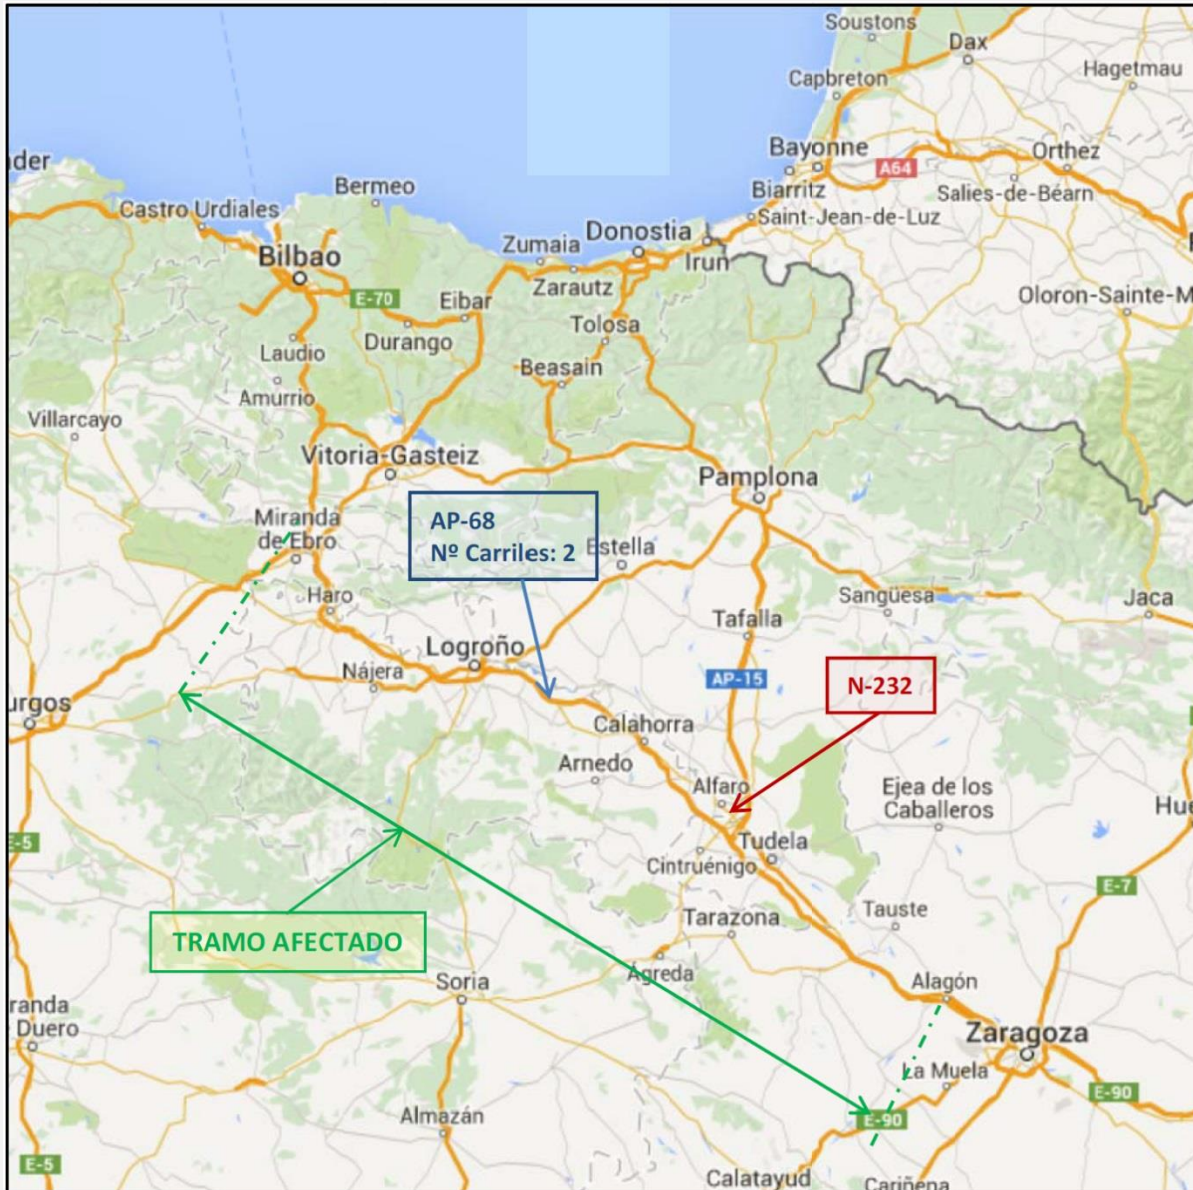 Soustons
Dax
Capbreton
Hagetmau
Bayonne
A64
Orthez
nder
Bermeo
Biarritz
Salies-de-Béarn
Castro Urdiales
Saint-Jean-de-Luz
Donostia
Zumaia
Bilbao
Irun
Zarautz
E-70
Eibar
Oloron-Sainte-M
Durango
Tolosa
Laudio
Beasain
Amurrio
Villarcayo
Vitoria-Gasteiz
Pamplona
Miranda
de Ebro
AP-68
Nº Carriles: 2
Estella
Haro
Sangüesa
Jaca
Tafalla
Logroño
Nájera
AP-15
N-232
urgos
Calahorra
Arnedo
Alfaro
Ejea de los
Caballeros
Hu
E-5
Tudela
Cintruénigo
E-7
Tauste
Tarazona
TRAMO AFECTADO
Ágreda
Soria
Alagón
randa
Duero
Zaragoza
La Muela
E-90
Almazán
E-90
E-5
Calatayud
Cariñena